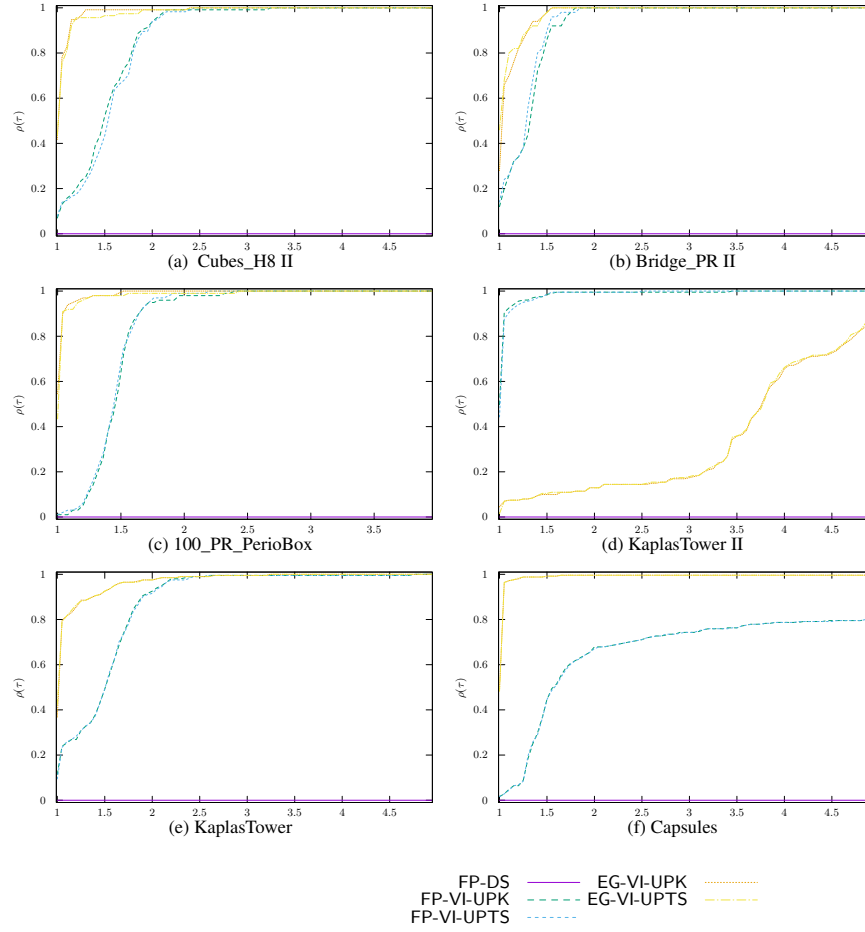 1
0.8
0.6
0.4
0.2
0
ρ(τ)
1 1.5 2 2.5 3 3.5 4 4.5
(a) Cubes_H8 II
1
0.8
0.6
0.4
0.2
0
ρ(τ)
1 1.5 2 2.5 3 3.5 4 4.5
(b) Bridge_PR II
1
0.8
0.6
0.4
0.2
0
ρ(τ)
1 1.5 2 2.5 3 3.5
(c) 100_PR_PerioBox
1
0.8
0.6
0.4
0.2
0
ρ(τ)
1 1.5 2 2.5 3 3.5 4 4.5
(d) KaplasTower II
1
0.8
0.6
0.4
0.2
0
ρ(τ)
1 1.5 2 2.5 3 3.5 4 4.5
(e) KaplasTower
1
0.8
0.6
0.4
0.2
0
ρ(τ)
1 1.5 2 2.5 3 3.5 4 4.5
(f) Capsules
FP-DS EG-VI-UPK
FP-VI-UPK EG-VI-UPTS
FP-VI-UPTS